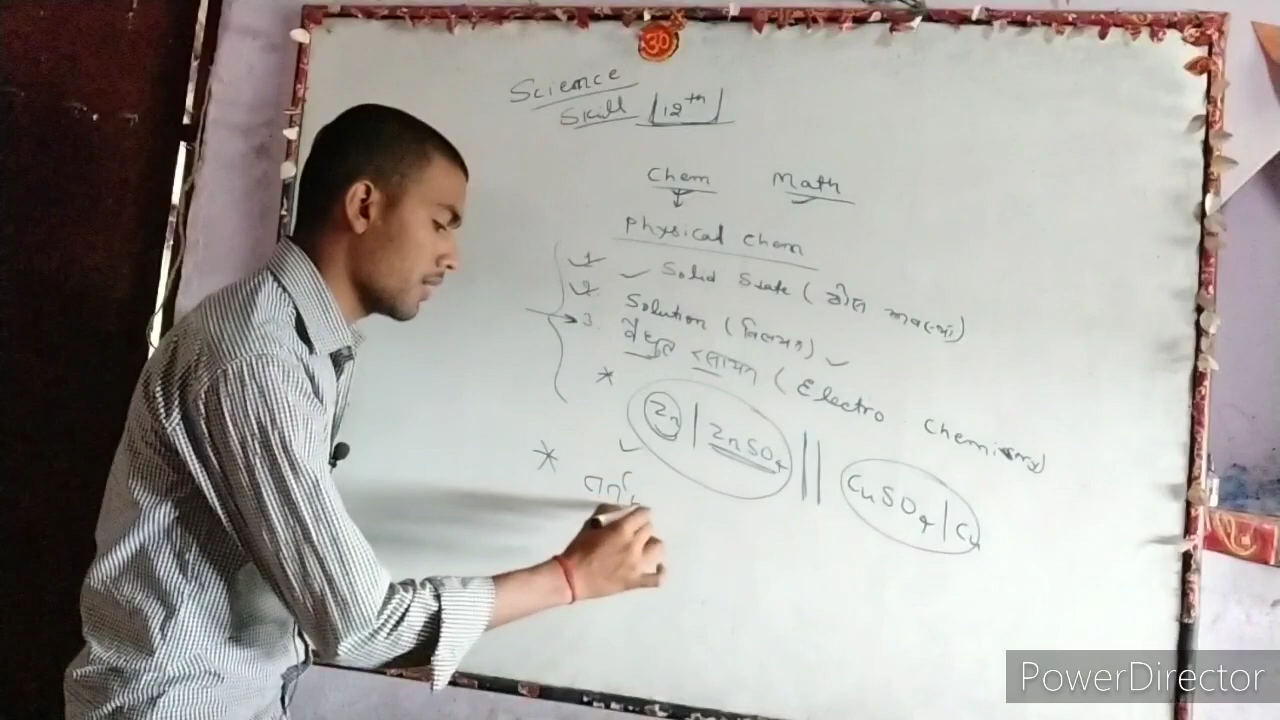 Science
Skill 12th
Chem Math
Physical Chem
1. Solid State (ठोस अवस्था)
2. Solution (विलयन)
3. वैद्युत रसायन (Electro Chemistry)
* Zn | ZnSO4 || CuSO4 | Cu
*
PowerDirector